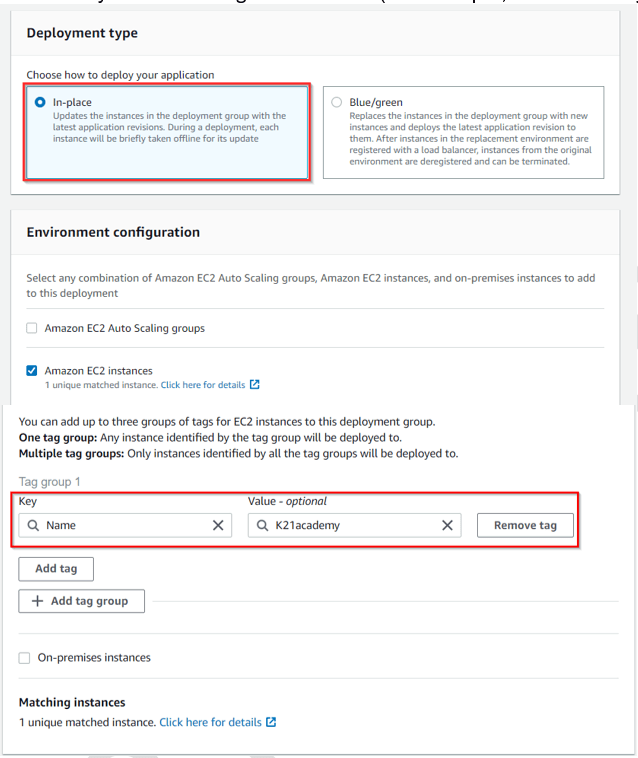 Deployment type
Choose how to deploy your application
In-place
Updates the instances in the deployment group with the
latest application revisions. During a deployment, each
instance will be briefly taken offline for its update
Blue/green
Replaces the instances in the deployment group with new
instances and deploys the latest application revision to
them. After instances in the replacement environment are
registered with a load balancer, instances from the original
environment are deregistered and can be terminated.
Environment configuration
Select any combination of Amazon EC2 Auto Scaling groups, Amazon EC2 instances, and on-premises instances to add
to this deployment
Amazon EC2 Auto Scaling groups
Amazon EC2 instances
1 unique matched instance. Click here for details
You can add up to three groups of tags for EC2 instances to this deployment group.
One tag group: Any instance identified by the tag group will be deployed to.
Multiple tag groups: Only instances identified by all the tag groups will be deployed to.
Tag group 1
Key Value - optional
Name K21academy Remove tag
Add tag
+ Add tag group
On-premises instances
Matching instances
1 unique matched instance. Click here for details